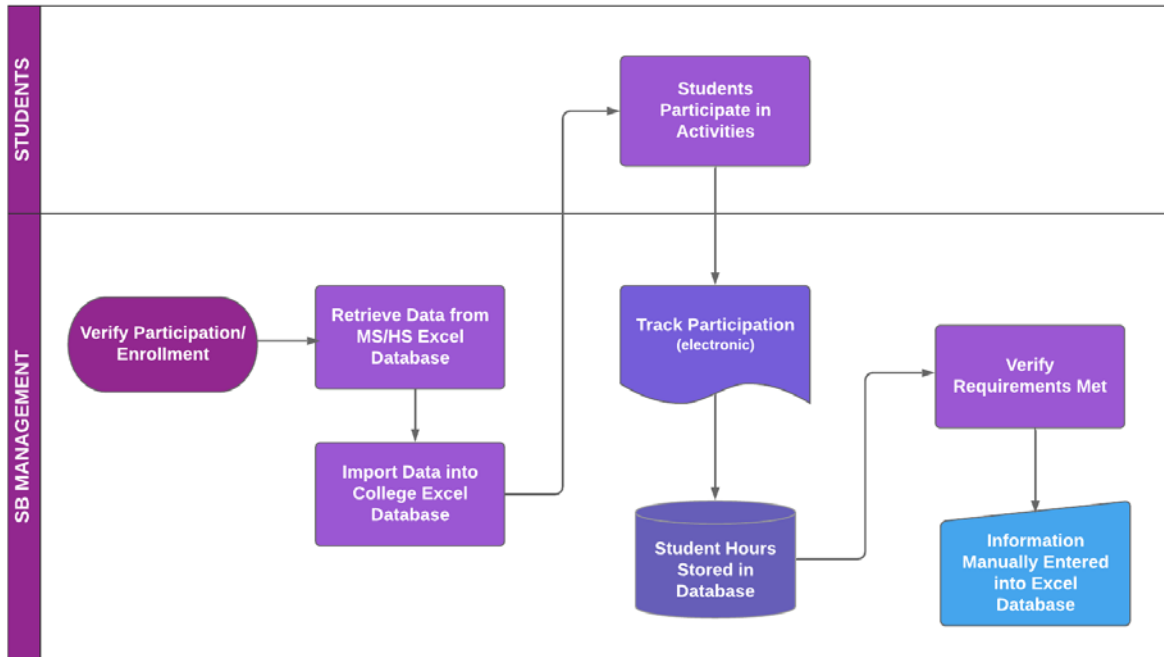 STUDENTS
Students
Participate in
Activities
SB MANAGEMENT
Verify Participation/
Enrollment
Retrieve Data from
MS/HS Excel
Database
Import Data into
College Excel
Database
Track Participation
(electronic)
Student Hours
Stored in
Database
Verify
Requirements Met
Information
Manually Entered
into Excel
Database